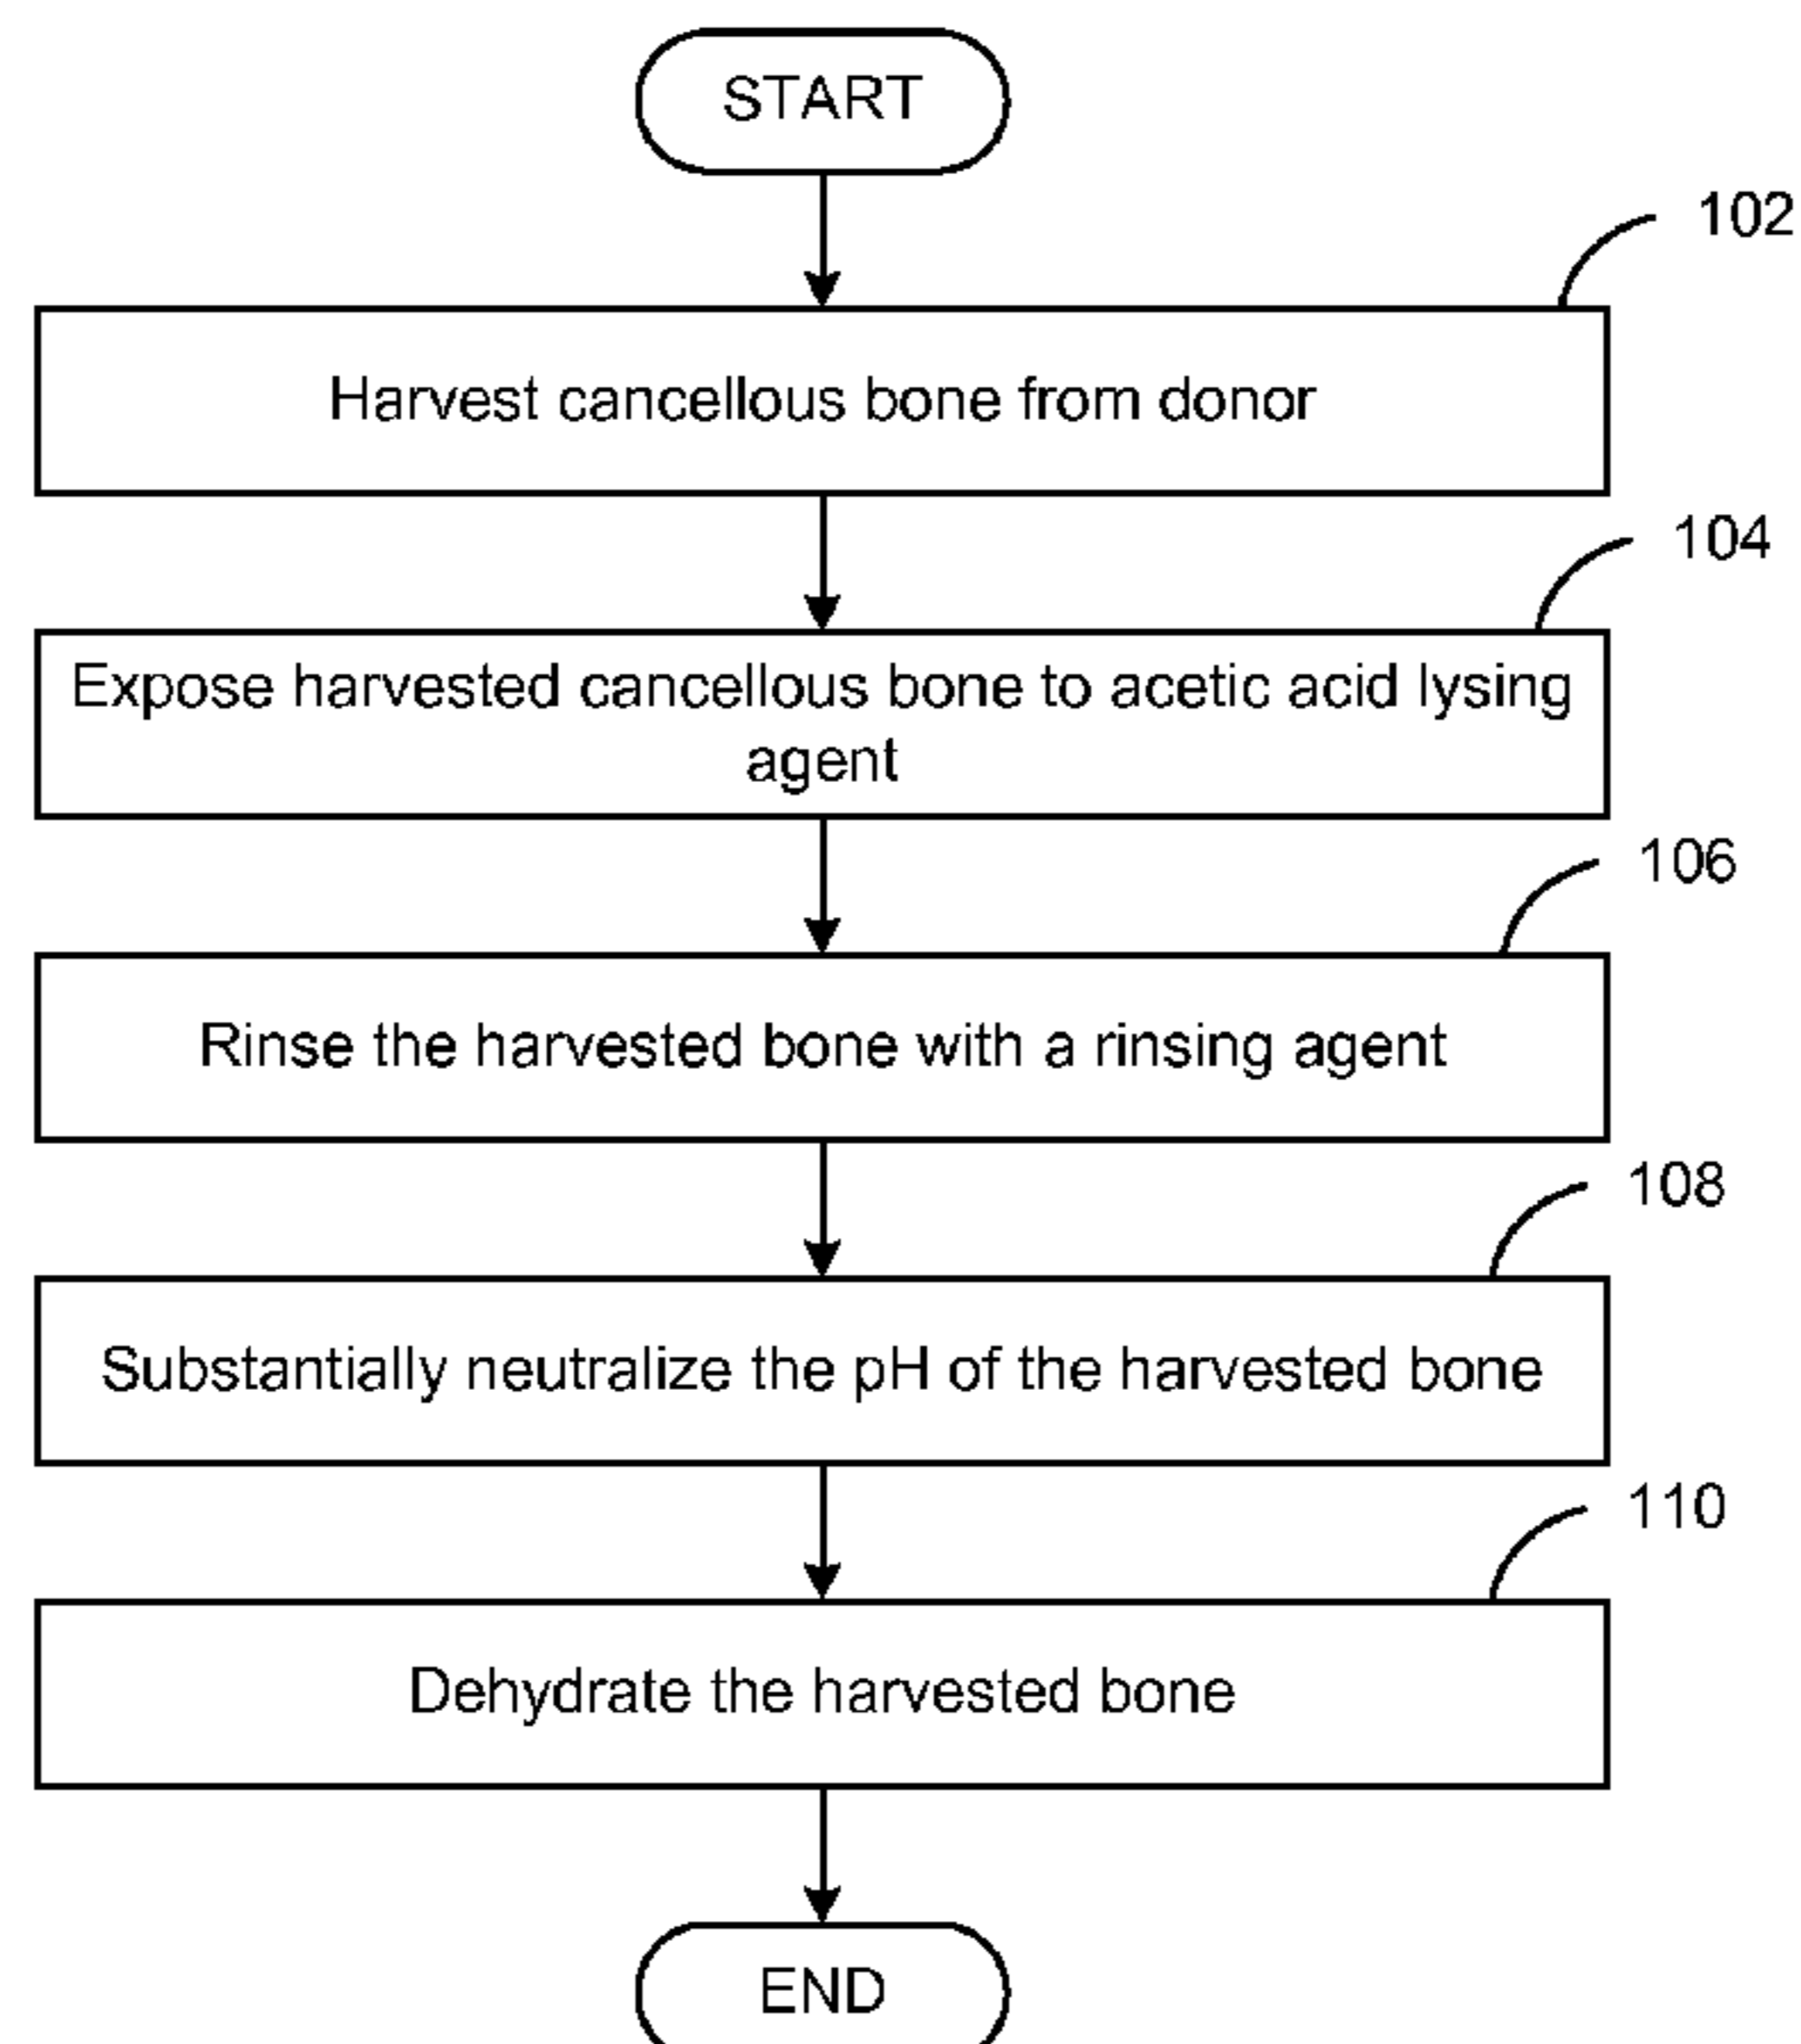 START
102
Harvest cancellous bone from donor
104
Expose harvested cancellous bone to acetic acid lysing
agent
106
Rinse the harvested bone with a rinsing agent
108
Substantially neutralize the pH of the harvested bone
110
Dehydrate the harvested bone
END